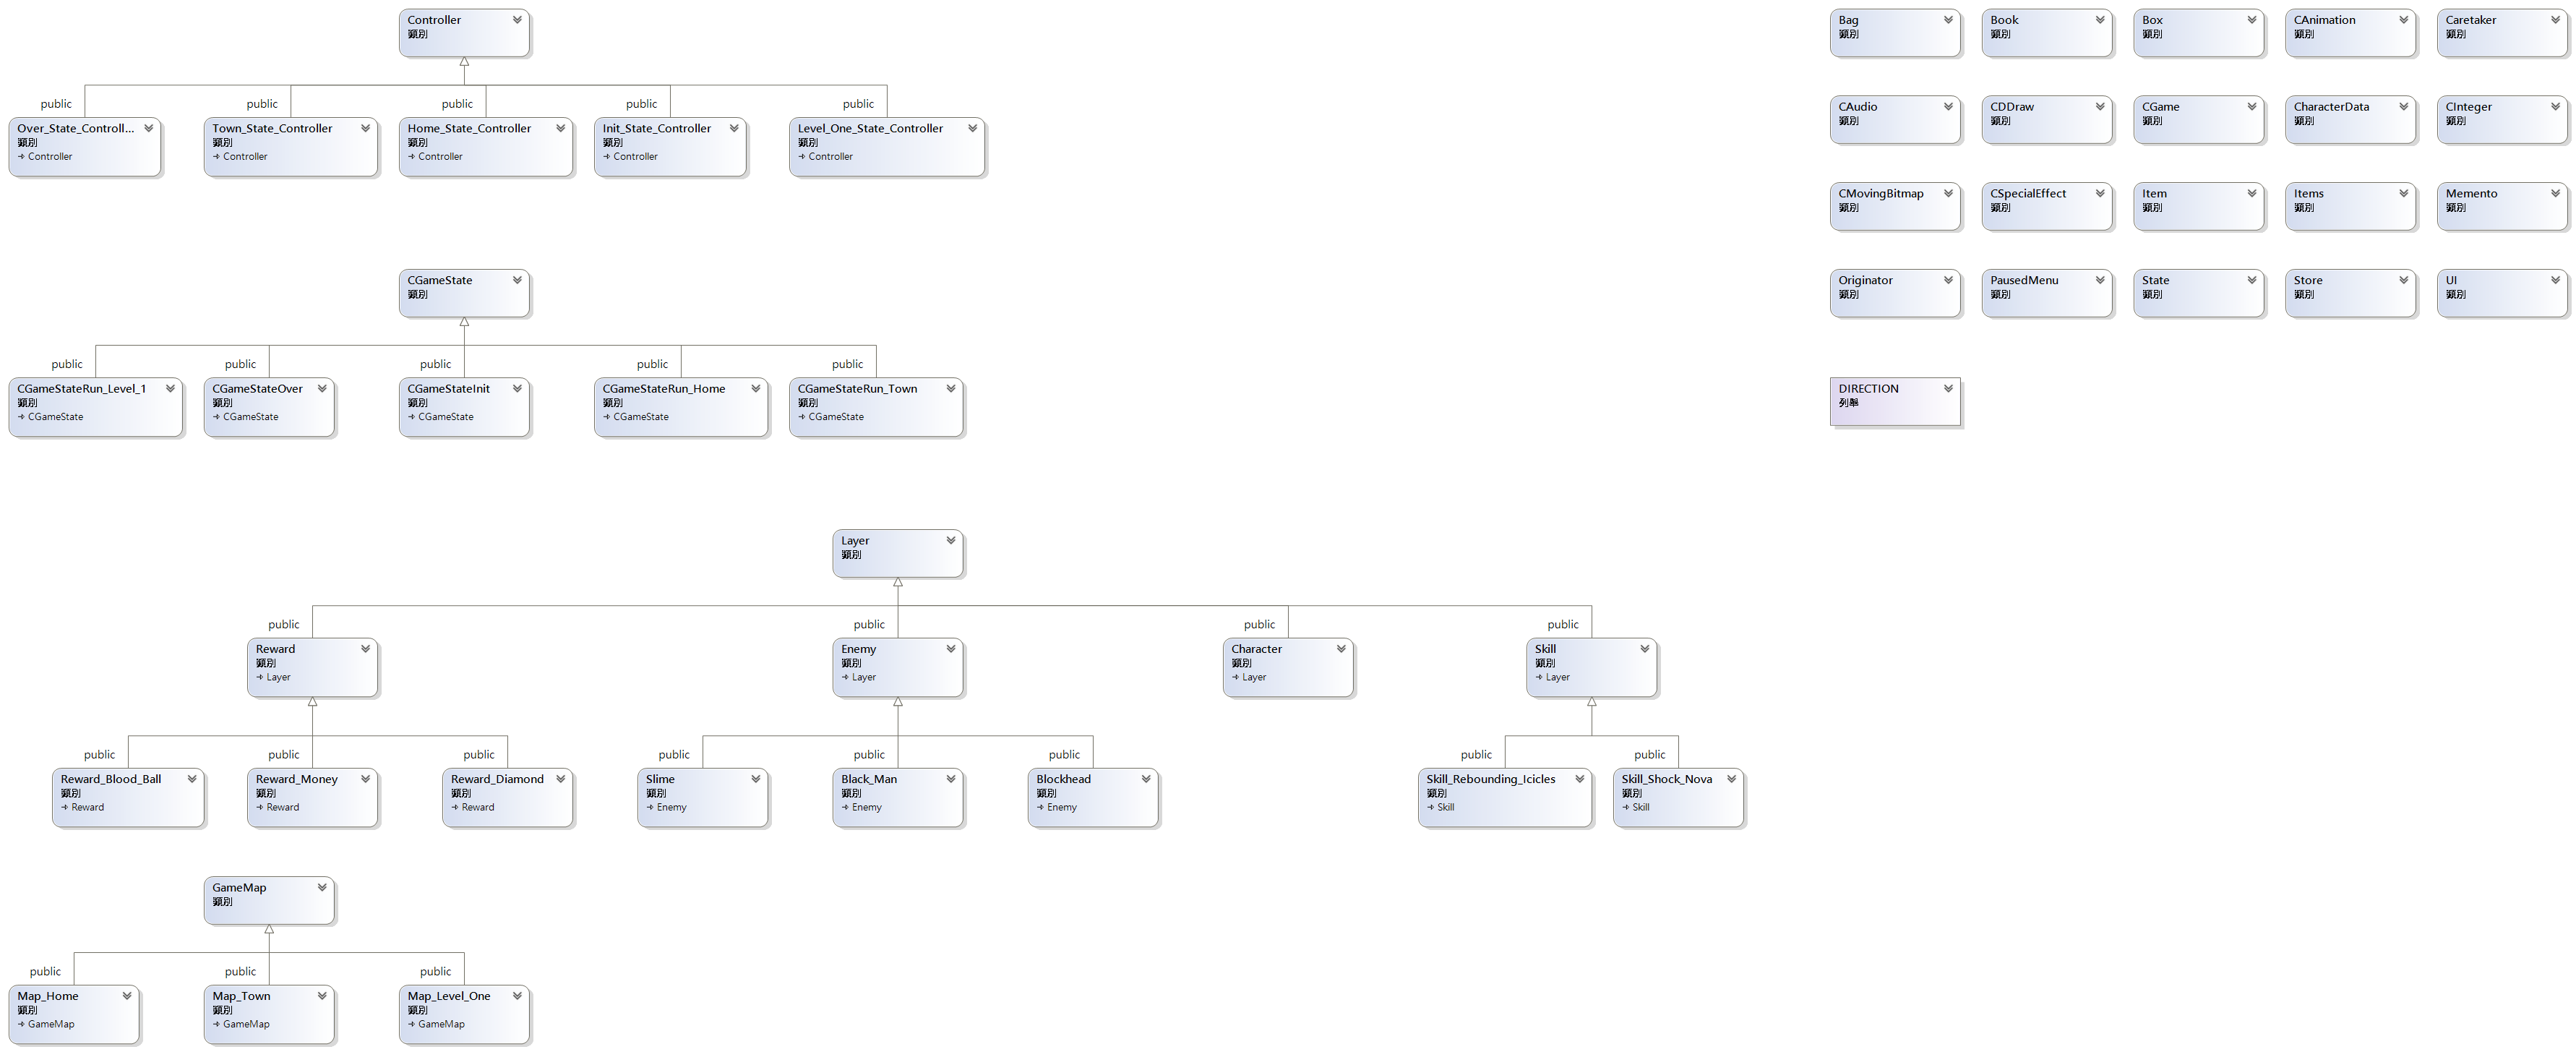 Controller
類別
public
public
public
public
public
Over_State_Controll...
類別
Controller
Town_State_Controller
類別
Controller
Home_State_Controller
類別
Controller
Init_State_Controller
類別
Controller
Level_One_State_Controller
類別
Controller
CGameState
類別
public
public
public
public
public
CGameStateRun_Level_1
類別
CGameState
CGameStateOver
類別
CGameState
CGameStateInit
類別
CGameState
CGameStateRun_Home
類別
CGameState
CGameStateRun_Town
類別
CGameState
Layer
類別
public
public
public
public
Reward
類別
Layer
Enemy
類別
Layer
Character
類別
Layer
Skill
類別
Layer
public
public
public
public
public
public
public
public
Reward_Blood_Ball
類別
Reward
Reward_Money
類別
Reward
Reward_Diamond
類別
Reward
Slime
類別
Enemy
Black_Man
類別
Enemy
Blockhead
類別
Enemy
Skill_Rebounding_Icicles
類別
Skill
Skill_Shock_Nova
類別
Skill
GameMap
類別
public
public
public
Map_Home
類別
GameMap
Map_Town
類別
GameMap
Map_Level_One
類別
GameMap
Bag
類別
Book
類別
Box
類別
CAnimation
類別
Caretaker
類別
CAudio
類別
CDDraw
類別
CGame
類別
CharacterData
類別
CInteger
類別
CMovingBitmap
類別
CSpecialEffect
類別
Item
類別
Items
類別
Memento
類別
Originator
類別
PausedMenu
類別
State
類別
Store
類別
UI
類別
DIRECTION
列舉